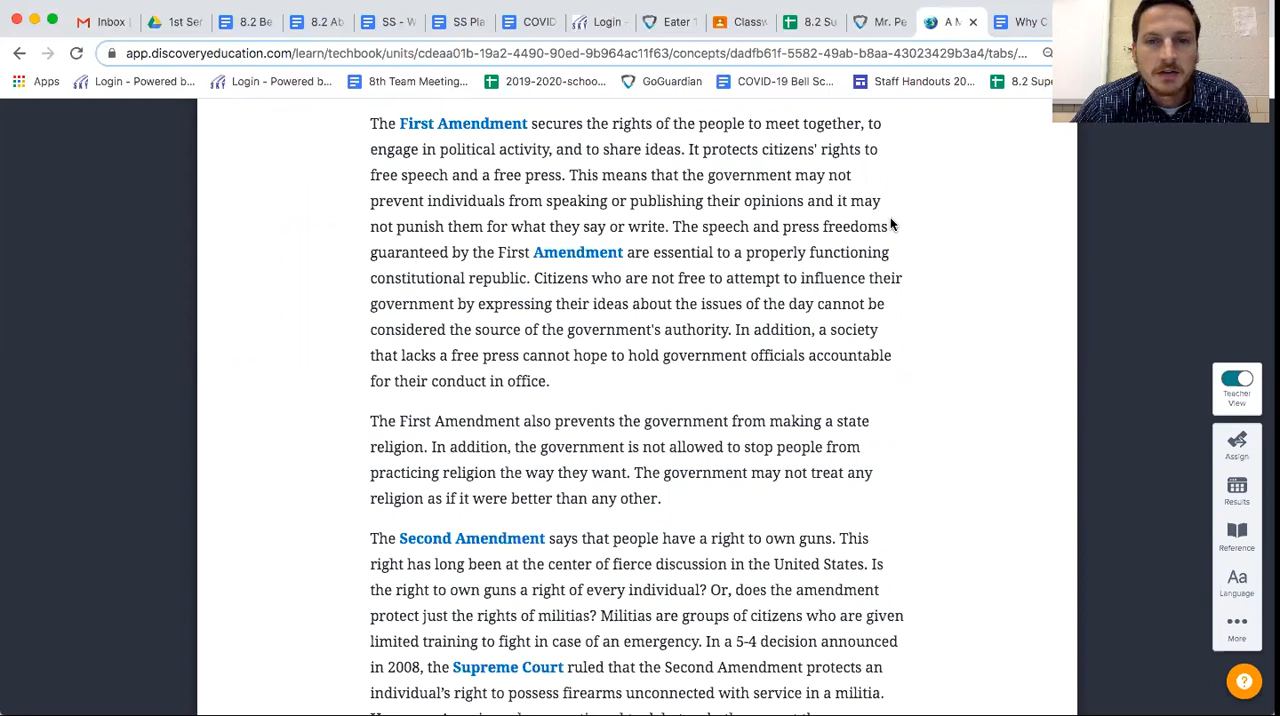 Inbox (
1st Ser
8.2 Be
8.2 Ab
SS - W
SS Pla
COVID
Login -
Eater
Classw
8.2 Su
Mr. Pe
A M
Why C
app.discoveryeducation.com/learn/techbook/units/cdeaa01b-19a2-4490-90ed-9b964ac11f63/concepts/dadfb61f-5582-49ab-b8aa-43023429b3a4/tabs/...
Apps
Login - Powered b...
Login - Powered b...
8th Team Meeting...
2019-2020-schoo...
GoGuardian
COVID-19 Bell Sc...
Staff Handouts 20...
8.2 Sup
The First Amendment secures the rights of the people to meet together, to
engage in political activity, and to share ideas. It protects citizens' rights to
free speech and a free press. This means that the government may not
prevent individuals from speaking or publishing their opinions and it may
not punish them for what they say or write. The speech and press freedoms
guaranteed by the First Amendment are essential to a properly functioning
constitutional republic. Citizens who are not free to attempt to influence their
government by expressing their ideas about the issues of the day cannot be
considered the source of the government's authority. In addition, a society
that lacks a free press cannot hope to hold government officials accountable
for their conduct in office.
The First Amendment also prevents the government from making a state
religion. In addition, the government is not allowed to stop people from
practicing religion the way they want. The government may not treat any
religion as if it were better than any other.
The Second Amendment says that people have a right to own guns. This
right has long been at the center of fierce discussion in the United States. Is
the right to own guns a right of every individual? Or, does the amendment
protect just the rights of militias? Militias are groups of citizens who are given
limited training to fight in case of an emergency. In a 5-4 decision announced
in 2008, the Supreme Court ruled that the Second Amendment protects an
individual's right to possess firearms unconnected with service in a militia.
Teacher
View
Assign
Results
Reference
Aa
Language
More
?